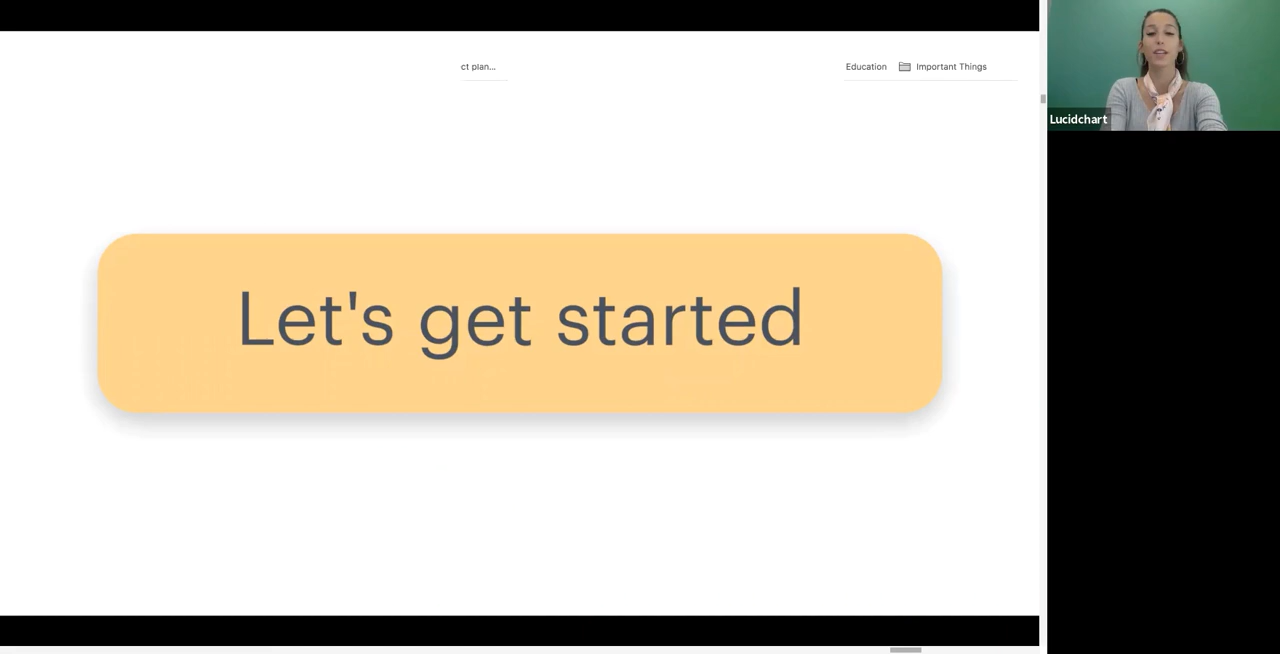 ct plan...
Education
Important Things
Let's get started
Lucidchart